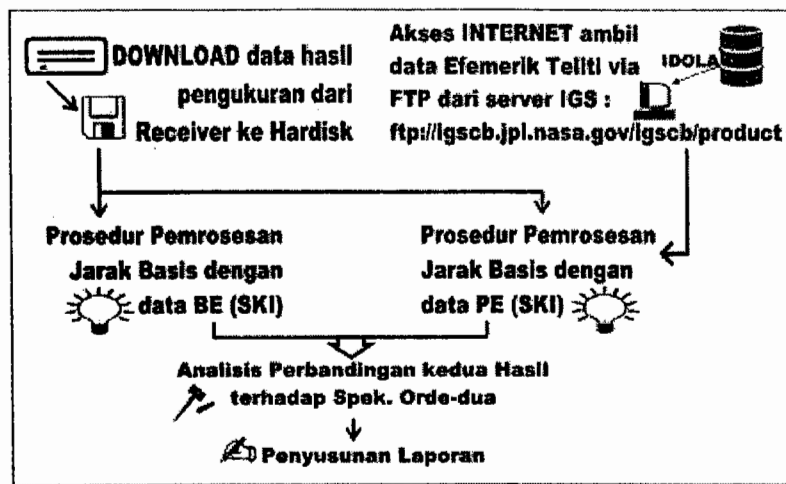 DOWNLOAD data hasil
pengukuran dari
Receiver ke Hardisk
Akses INTERNET ambil
data Efemerik Teliti via
FTP dari server IGS :
ftp://igscb.jpl.nasa.gov/igscb/product
IDOLA
Prosedur Pemrosesan
Jarak Basis dengan
data BE (SKI)
Prosedur Pemrosesan
Jarak Basis dengan
data PE (SKI)
Analisis Perbandingan kedua Hasil
terhadap Spek. Orde-dua
Penyusunan Laporan